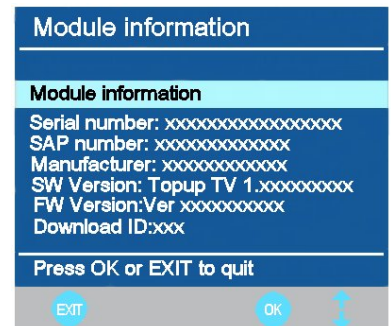 Module information
Module information
Serial number: xxxxxxxxxxxxxxxxx
SAP number: xxxxxxxxxxxxx
Manufacturer: xxxxxxxxxxxx
SW Version: Topup TV 1.xxxxxxxxx
FW Version:Ver xxxxxxxxxx
Download ID:xxx
Press OK or EXIT to quit
EXIT OK